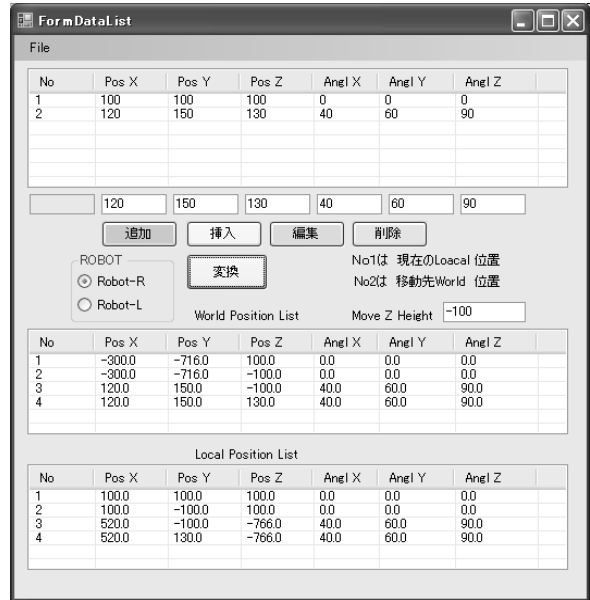 FormDataList
File
No Pos X Pos Y Pos Z Angl X Angl Y Angl Z
1 100 100 100 0 0 0
2 120 150 130 40 60 90
120 150 130 40 60 90
追加 挿入 編集 削除
ROBOT
変換
No1は 現在のLoacal 位置
Robot-R
No2は 移動先World 位置
Robot-L
World Position List
Move Z Height -100
No Pos X Pos Y Pos Z Angl X Angl Y Angl Z
1 -300.0 -716.0 100.0 0.0 0.0 0.0
2 -300.0 -716.0 -100.0 0.0 0.0 0.0
3 120.0 150.0 -100.0 40.0 60.0 90.0
4 120.0 150.0 130.0 40.0 60.0 90.0
Local Position List
No Pos X Pos Y Pos Z Angl X Angl Y Angl Z
1 100.0 100.0 100.0 0.0 0.0 0.0
2 100.0 -100.0 100.0 0.0 0.0 0.0
3 520.0 -100.0 -766.0 40.0 60.0 90.0
4 520.0 130.0 -766.0 40.0 60.0 90.0